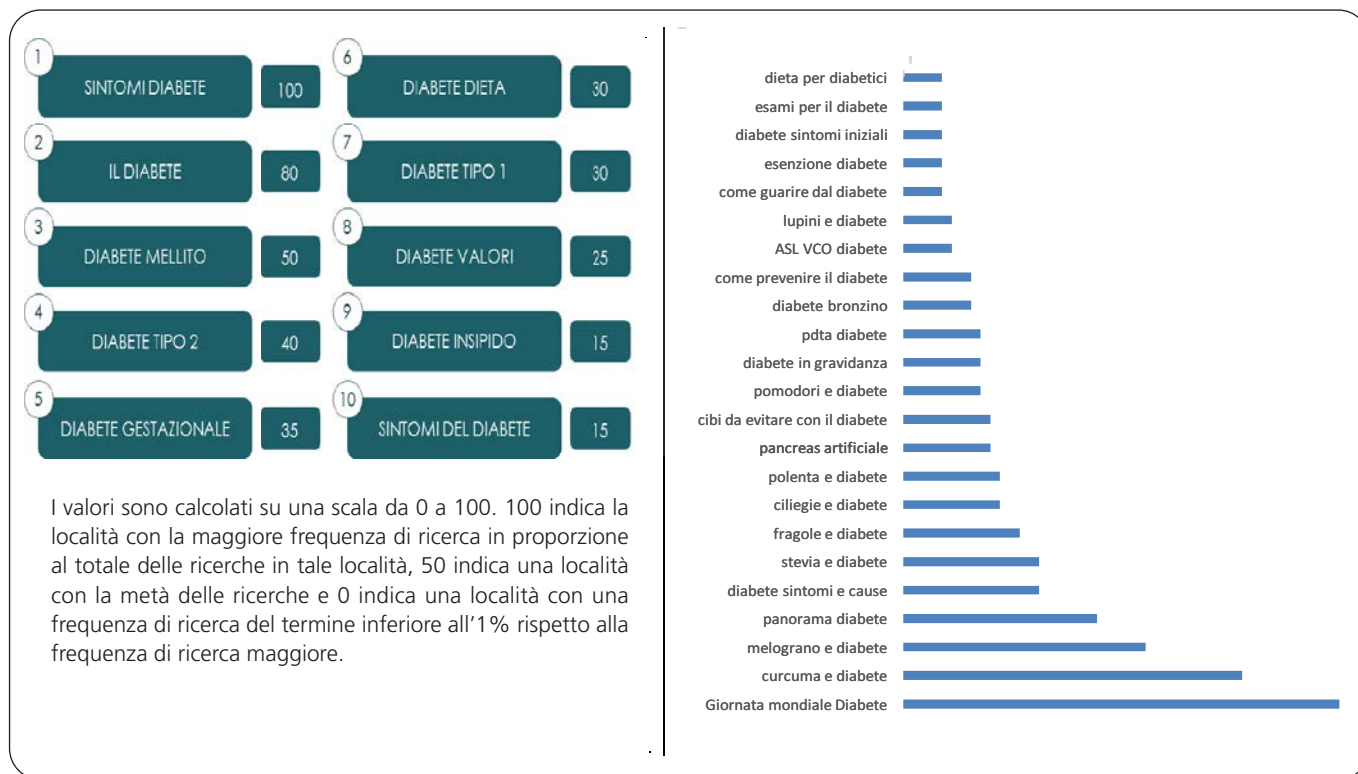 1
SINTOMI DIABETE
100
2
IL DIABETE
80
3
DIABETE MELLITO
50
4
DIABETE TIPO 2
40
5
DIABETE GESTAZIONALE
35
6
DIABETE DIETA
30
7
DIABETE TIPO 1
30
8
DIABETE VALORI
25
9
DIABETE INSIPIDO
15
10
SINTOMI DEL DIABETE
15
I valori sono calcolati su una scala da 0 a 100. 100 indica la
località con la maggiore frequenza di ricerca in proporzione
al totale delle ricerche in tale località, 50 indica una località
con la metà delle ricerche e 0 indica una località con una
frequenza di ricerca del termine inferiore all'1% rispetto alla
frequenza di ricerca maggiore.
dieta per diabetici
esami per il diabete
diabete sintomi iniziali
esenzione diabete
come guarire dal diabete
lupini e diabete
ASL VCO diabete
come prevenire il diabete
diabete bronzino
pdta diabete
diabete in gravidanza
pomodori e diabete
cibi da evitare con il diabete
pancreas artificiale
polenta e diabete
ciliegie e diabete
fragole e diabete
stevia e diabete
diabete sintomi e cause
panorama diabete
melograno e diabete
curcuma e diabete
Giornata mondiale Diabete